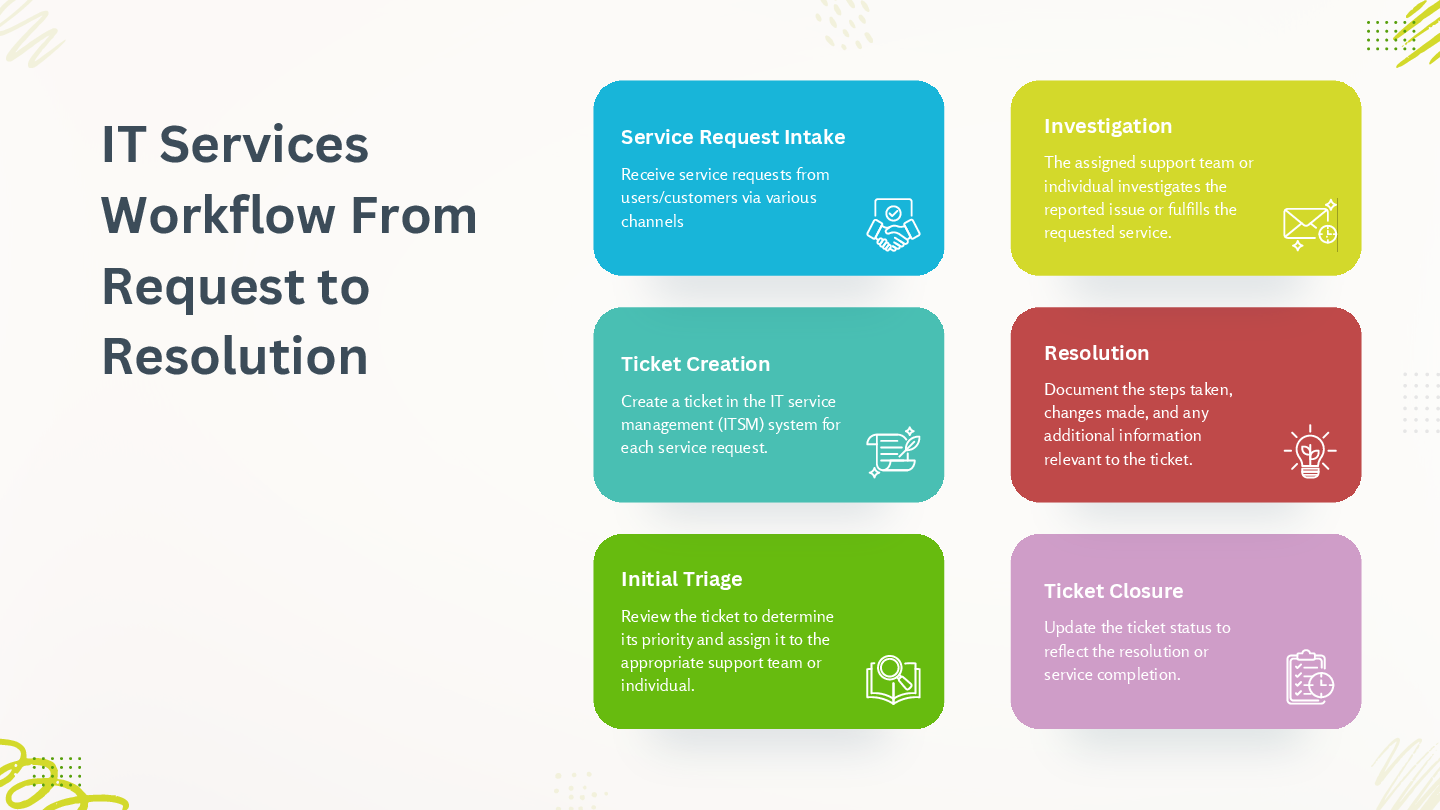 IT Services
Workflow From
Request to
Resolution
Service Request Intake
Receive service requests from
users/customers via various
channels
Ticket Creation
Create a ticket in the IT service
management (ITSM) system for
each service request.
Initial Triage
Review the ticket to determine
its priority and assign it to the
appropriate support team or
individual.
Investigation
The assigned support team or
individual investigates the
reported issue or fulfills the
requested service.
Resolution
Document the steps taken,
changes made, and any
additional information
relevant to the ticket.
Ticket Closure
Update the ticket status to
reflect the resolution or
service completion.